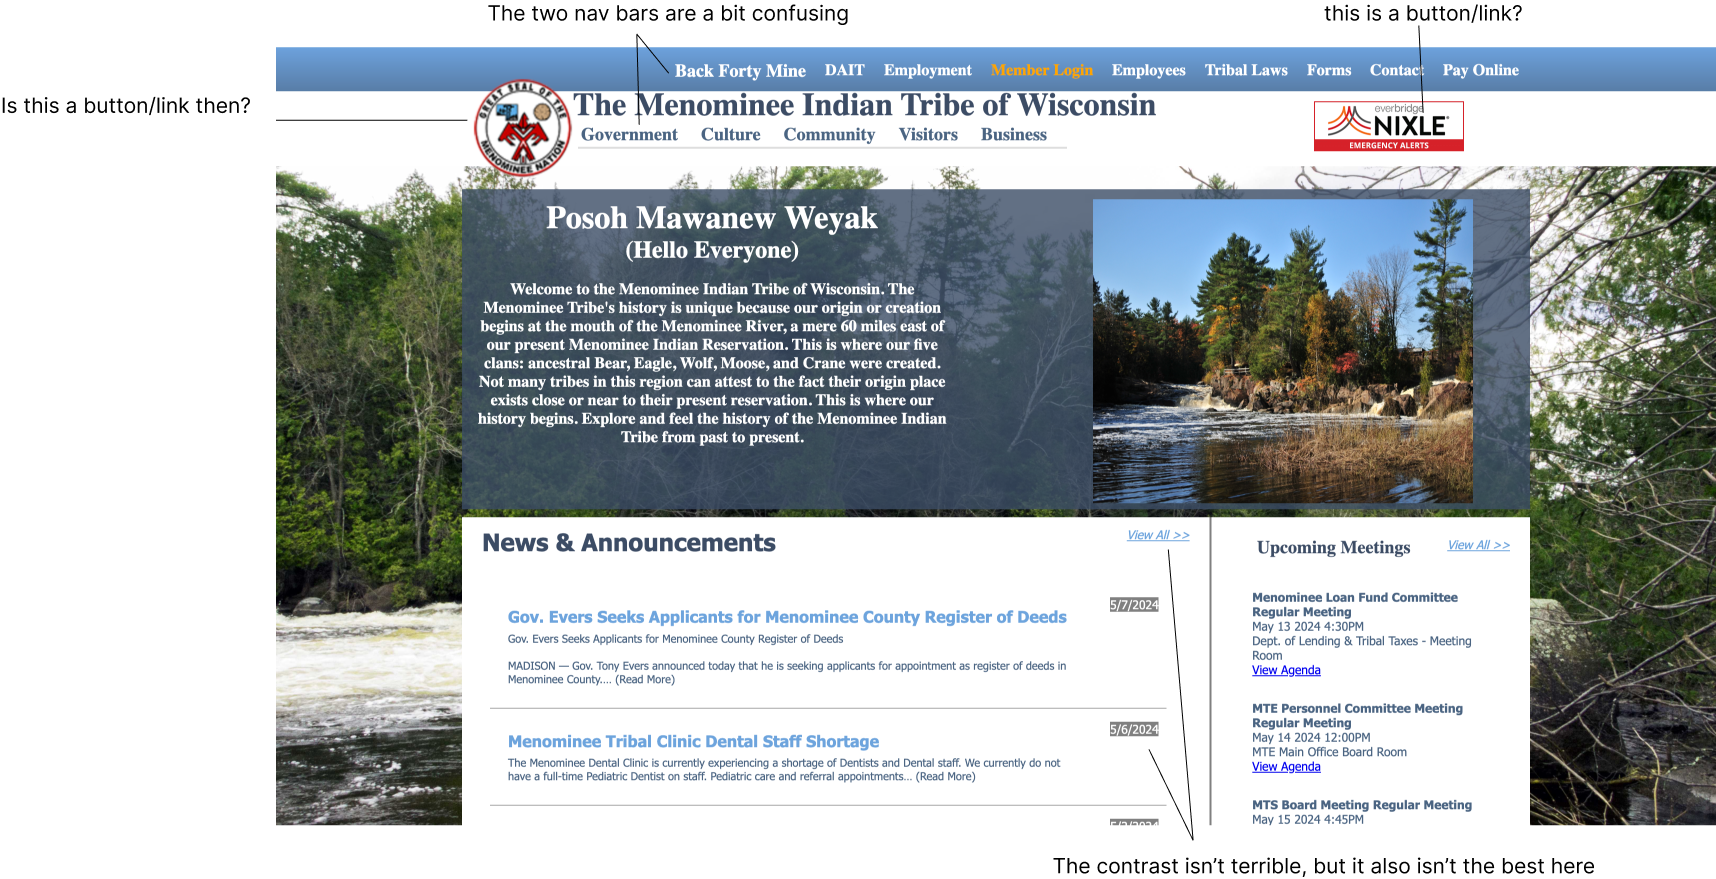 The two nav bars are a bit confusing
this is a button/link?
Back Forty Mine DAIT Employment Member Login Employees Tribal Laws Forms Contact Pay Online
Is this a button/link then?
GREAT SEAL OF THE
MENOMINEE NATION
The Menominee Indian Tribe of Wisconsin
Government Culture Community Visitors Business
everbridge
NIXLE®
EMERGENCY ALERTS
Posoh Mawanew Weyak
(Hello Everyone)
Welcome to the Menominee Indian Tribe of Wisconsin. The
Menominee Tribe's history is unique because our origin or creation
begins at the mouth of the Menominee River, a mere 60 miles east of
our present Menominee Indian Reservation. This is where our five
clans: ancestral Bear, Eagle, Wolf, Moose, and Crane were created.
Not many tribes in this region can attest to the fact their origin place
exists close or near to their present reservation. This is where our
history begins. Explore and feel the history of the Menominee Indian
Tribe from past to present.
News & Announcements
View All >>
5/7/2024
Gov. Evers Seeks Applicants for Menominee County Register of Deeds
Gov. Evers Seeks Applicants for Menominee County Register of Deeds
MADISON — Gov. Tony Evers announced today that he is seeking applicants for appointment as register of deeds in
Menominee County.... (Read More)
5/6/2024
Menominee Tribal Clinic Dental Staff Shortage
The Menominee Dental Clinic is currently experiencing a shortage of Dentists and Dental staff. We currently do not
have a full-time Pediatric Dentist on staff. Pediatric care and referral appointments... (Read More)
Upcoming Meetings
View All >>
Menominee Loan Fund Committee
Regular Meeting
May 13 2024 4:30PM
Dept. of Lending & Tribal Taxes - Meeting
Room
View Agenda
MTE Personnel Committee Meeting
Regular Meeting
May 14 2024 12:00PM
MTE Main Office Board Room
View Agenda
MTS Board Meeting Regular Meeting
May 15 2024 4:45PM
The contrast isn't terrible, but it also isn't the best here